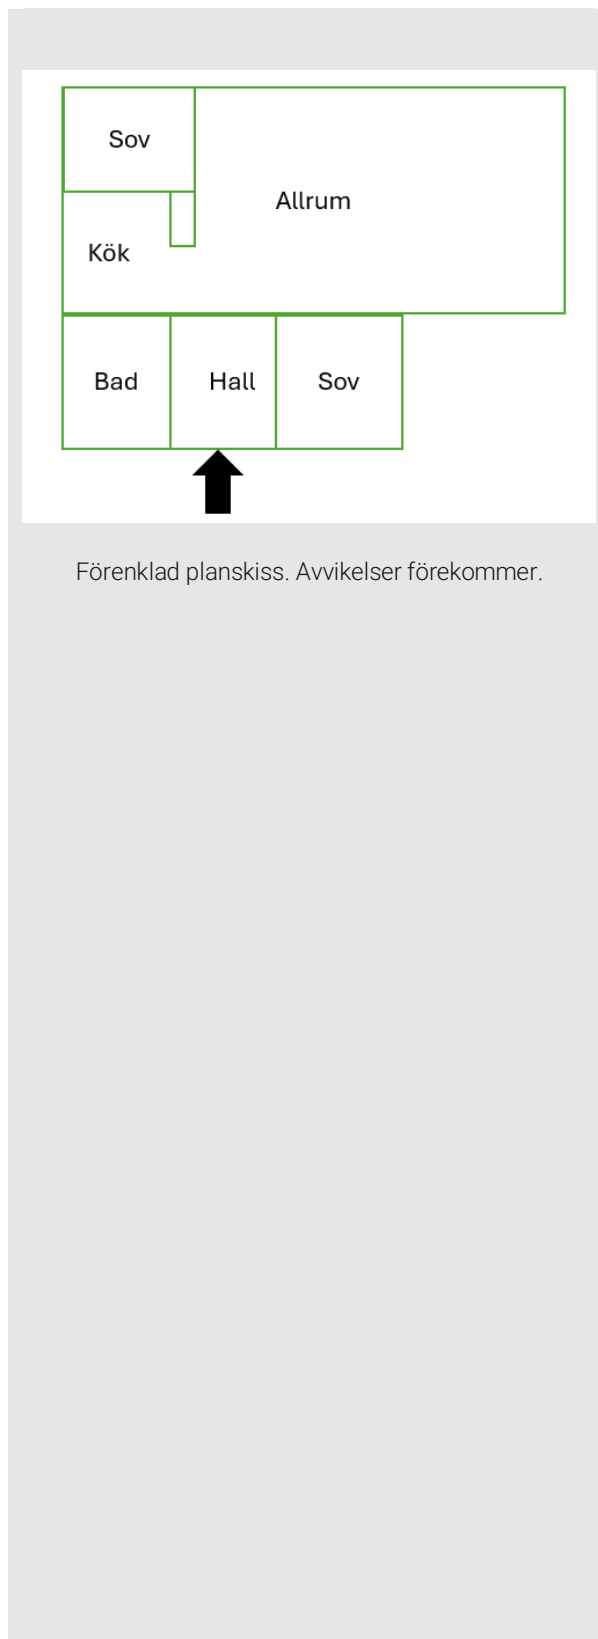 Sov
Allrum
Kök
Bad
Hall
Sov
Förenklad planskiss. Avvikelser förekommer.